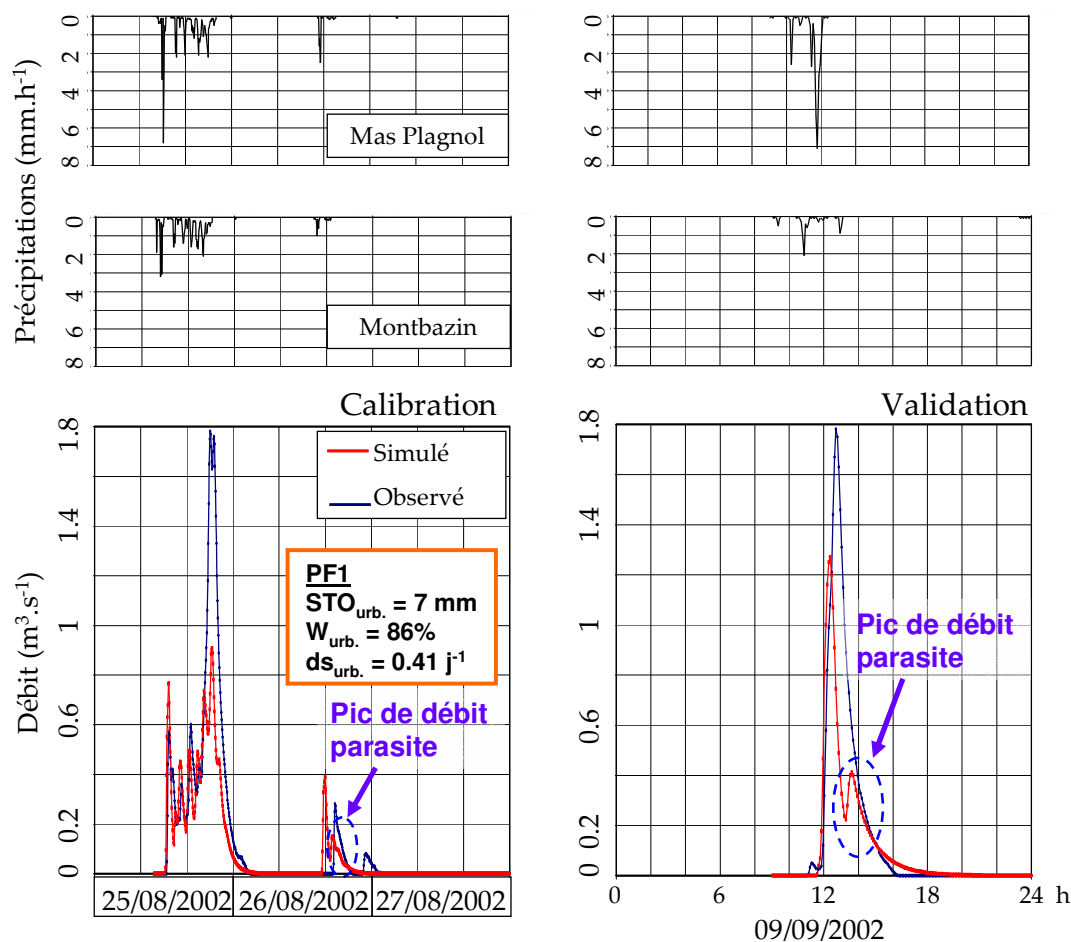 Précipitations (mm.h-1)
0
2
4
6
8
Mas Plagnol
0
2
4
6
8
0
2
4
6
8
Montbazin
0
2
4
6
8
Calibration
Débit (m3.s-1)
1.8
1.4
1
0.6
0.2
0
Simulé
Observé
PF1
STOurb. = 7 mm
Wurb. = 86%
dsurb. = 0.41 j-1
Pic de débit
parasite
25/08/2002 26/08/2002 27/08/2002
Validation
1.8
1.4
1
0.6
0.2
0
Pic de débit
parasite
0 6 12 18 24 h
09/09/2002